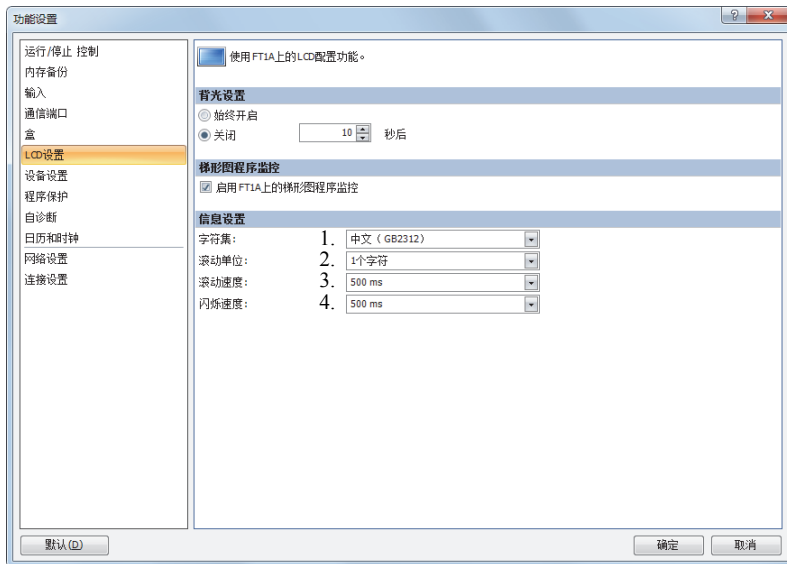 功能设置
运行/停止 控制
内存备份
输入
通信端口
盒
LCD设置
设备设置
程序保护
自诊断
日历和时钟
网络设置
连接设置
使用FT1A上的LCD配置功能。
背光设置
始终开启
关闭 10 秒后
梯形图程序监控
启用FT1A上的梯形图程序监控
信息设置
字符集: 1. 中文（GB2312）
滚动单位: 2. 1个字符
滚动速度: 3. 500 ms
闪烁速度: 4. 500 ms
默认(D) 确定 取消